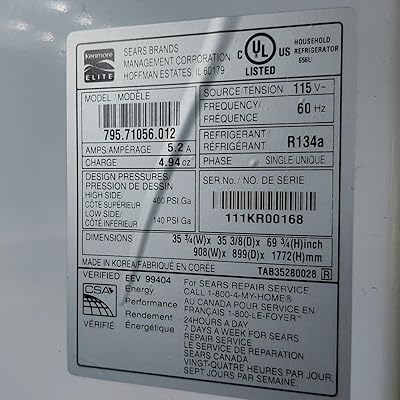 Kenmore
ELITE
SEARS BRANDS
MANAGEMENT CORPORATION
HOFFMAN ESTATES, IL 60179
C UL US
LISTED
HOUSEHOLD
REFRIGERATOR
656U
MODEL / MODÈLE
795.71056.012
AMPS/AMPÉRAGE 5.2 A
CHARGE 4.94oz
DESIGN PRESSURES/
PRESSION DE DESSINS
HIGH SIDE/
CÔTÉ SUPÉRIEUR 400 PSI Ga
LOW SIDE/
CÔTÉ INFÉRIEUR 140 PSI Ga
SOURCE/TENSION 115 V~
FREQUENCY/
FRÉQUENCE 60 Hz
REFRIGERANT/
RÉFRIGÉRANT R134a
PHASE SINGLE/UNIQUE
SER.No./ NO DE SÉRIE
111KR00168
DIMENSIONS 35 3/4(W)x 35 3/8(D)x 69 3/4(H)inch
908(W)x 899(D)x 1772(H)mm
MADE IN KOREA/FABRIQUÉ EN CORÉE TAB35280028 R
VERIFIED EEV 99404
CSA
VÉRIFIÉ
Energy
Performance
Rendement
Énergétique
For SEARS REPAIR SERVICE
CALL 1-800-4-MY-HOME®
AU CANADA POUR SERVICE EN
FRANÇAIS 1-800-LE-FOYER™
24HOURS A DAY
7 DAYS A WEEK FOR SEARS
REPAIR SERVICE
LE SERVICE DE RÉPARATION
SEARS CANADA
VINGT-QUATRE HEURES PAR JOUR
SEPT JOURS PAR SEMAINE.